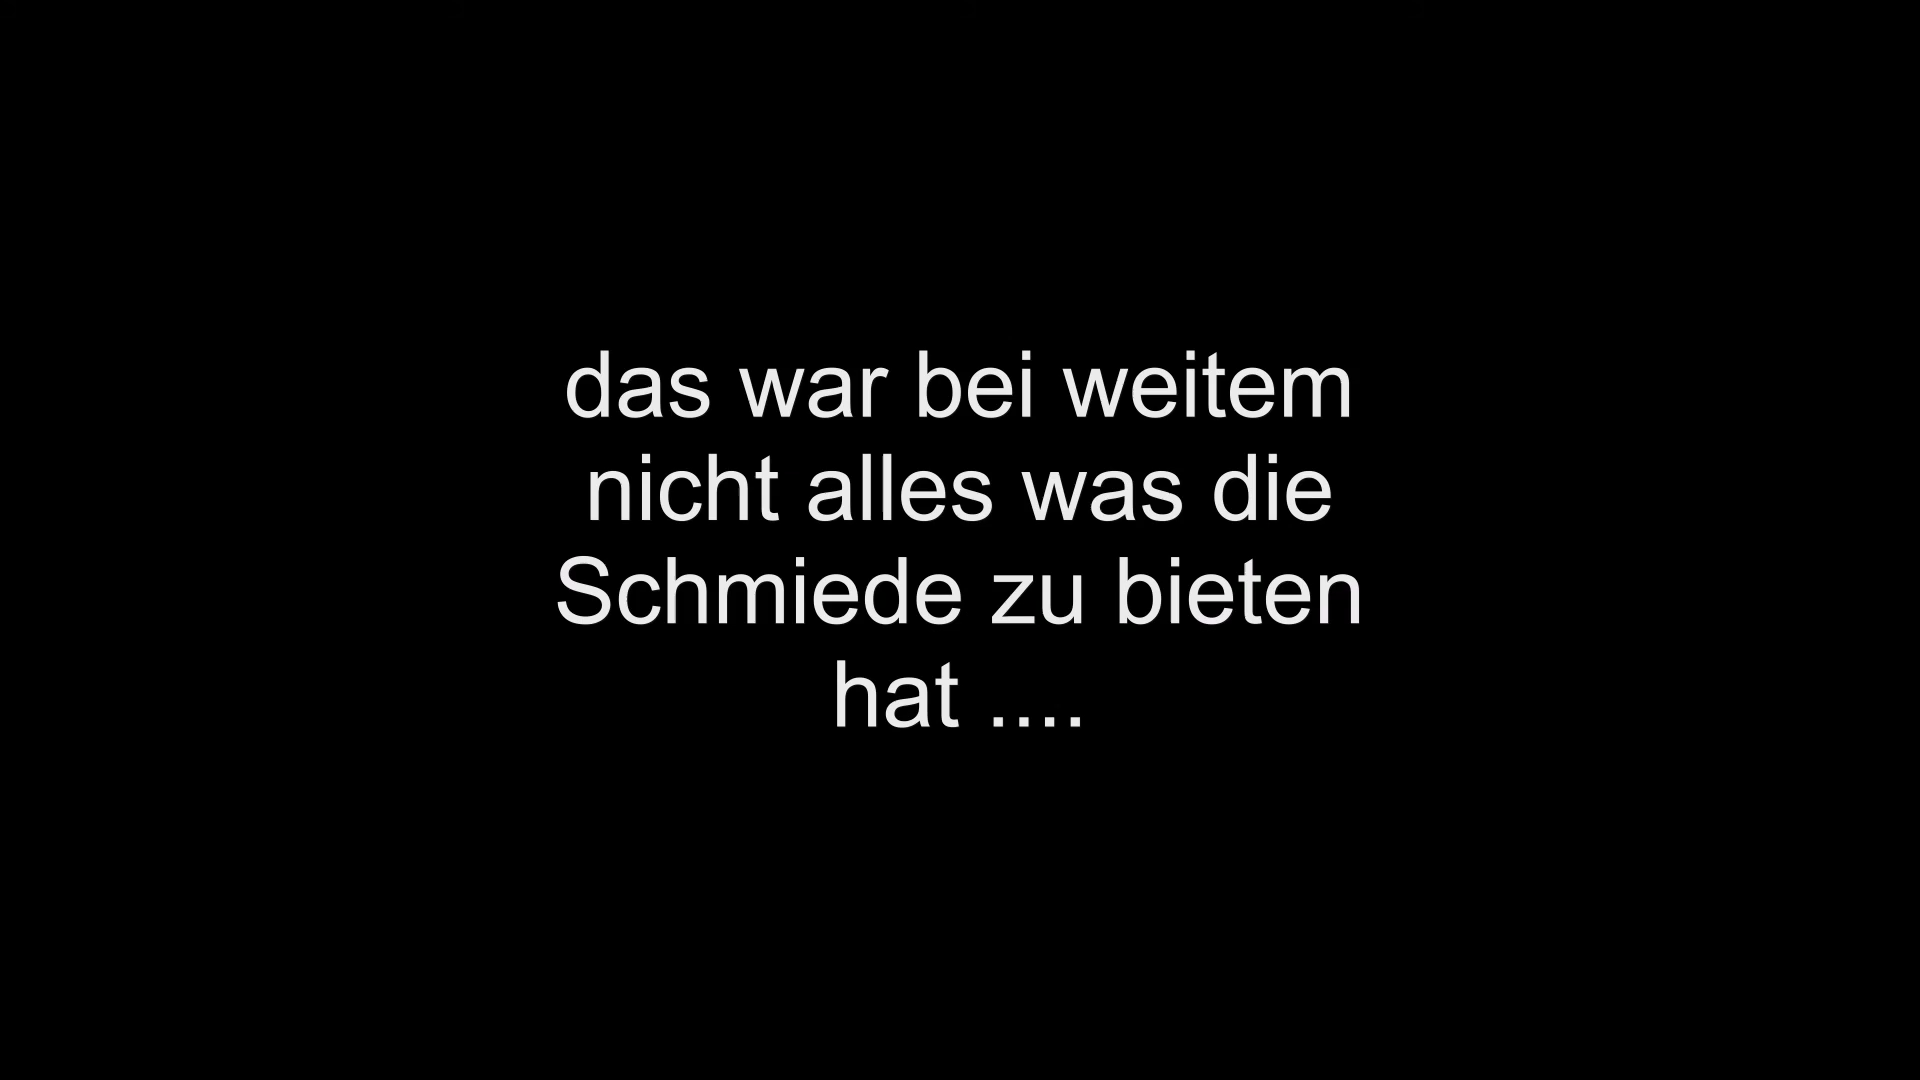 das war bei weitem
nicht alles was die
Schmiede zu bieten
hat ....